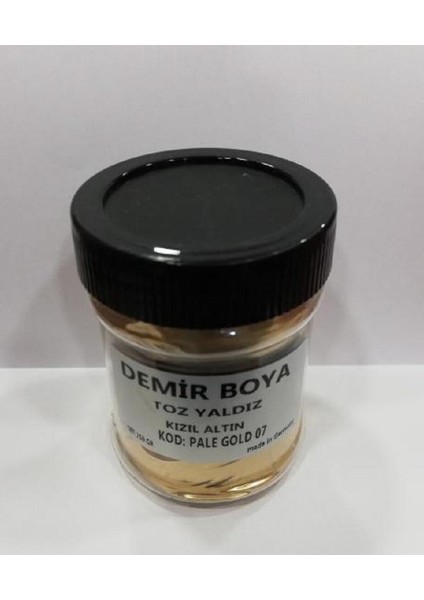 DEMİR BOYA
TOZ YALDIZ
KIZIL ALTIN
KOD: PALE GOLD 07
made in Germany